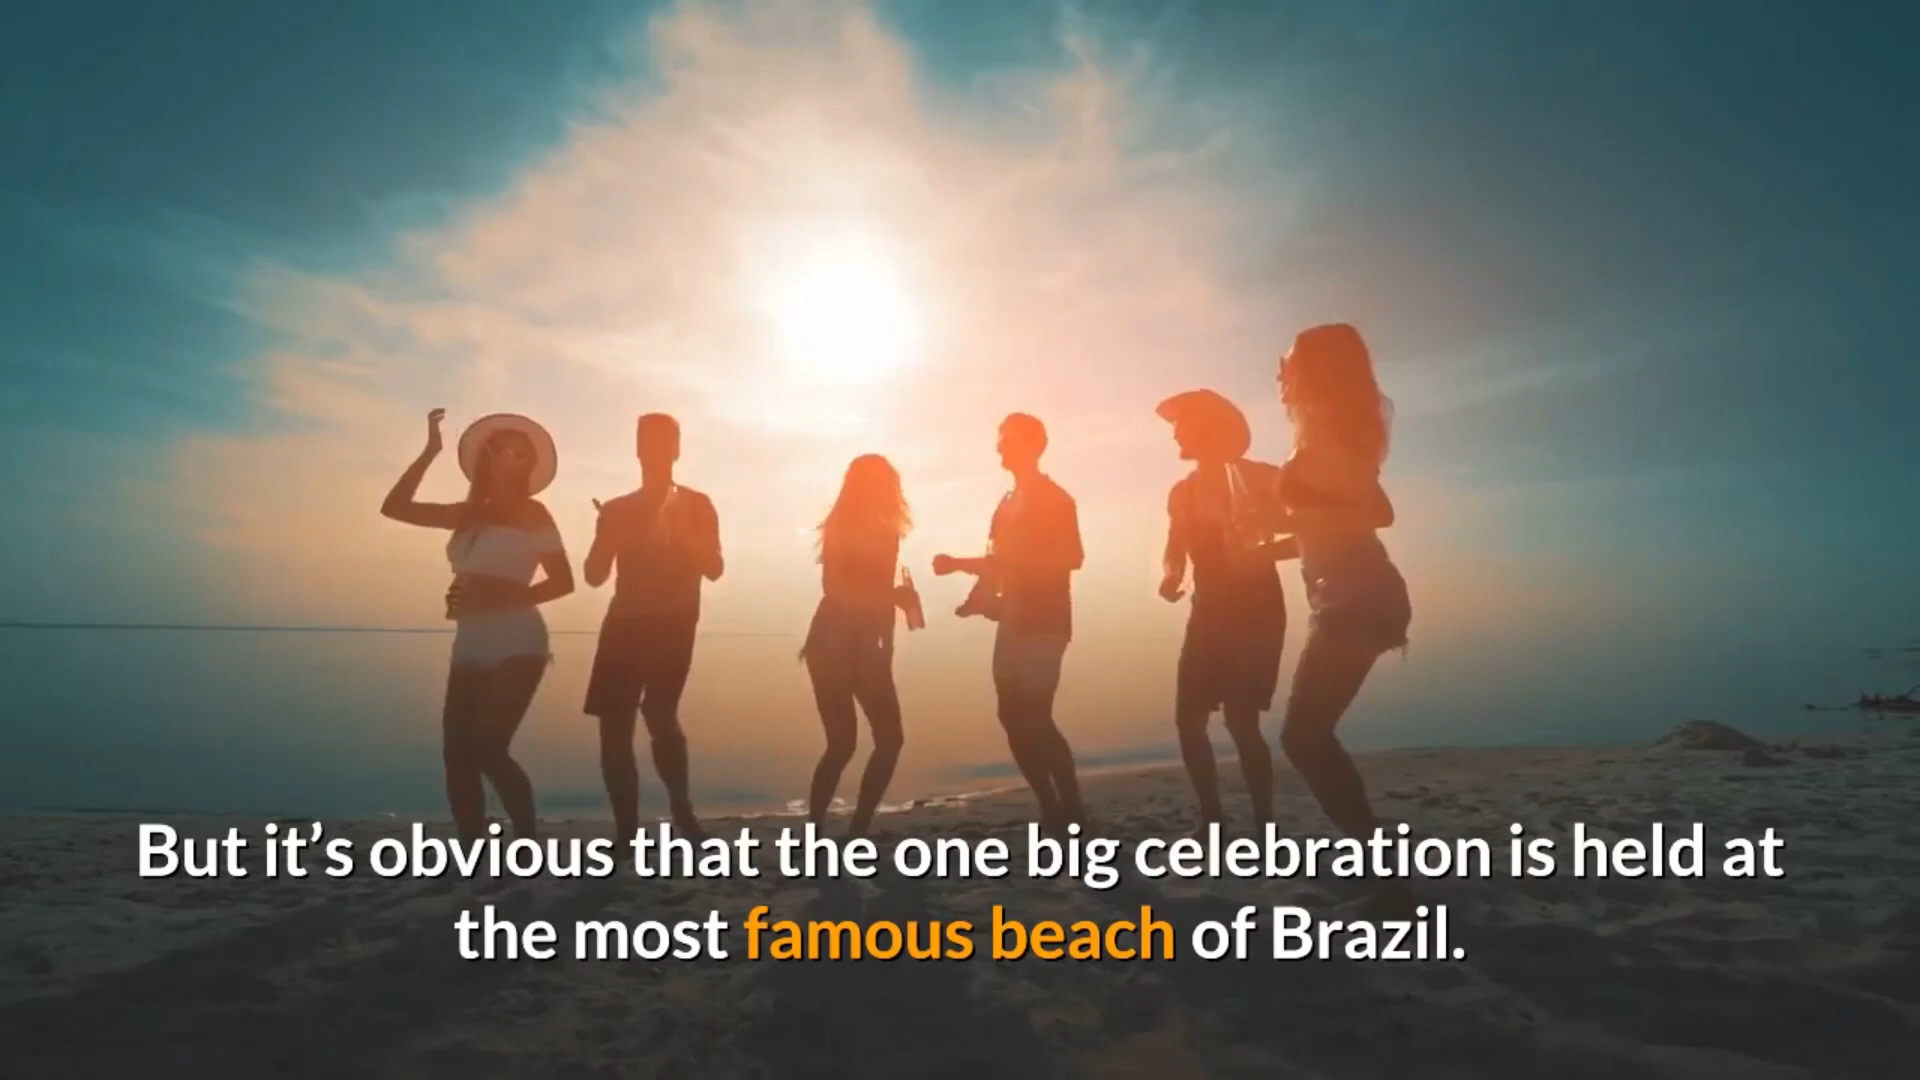 But it’s obvious that the one big celebration is held at
the most famous beach of Brazil.